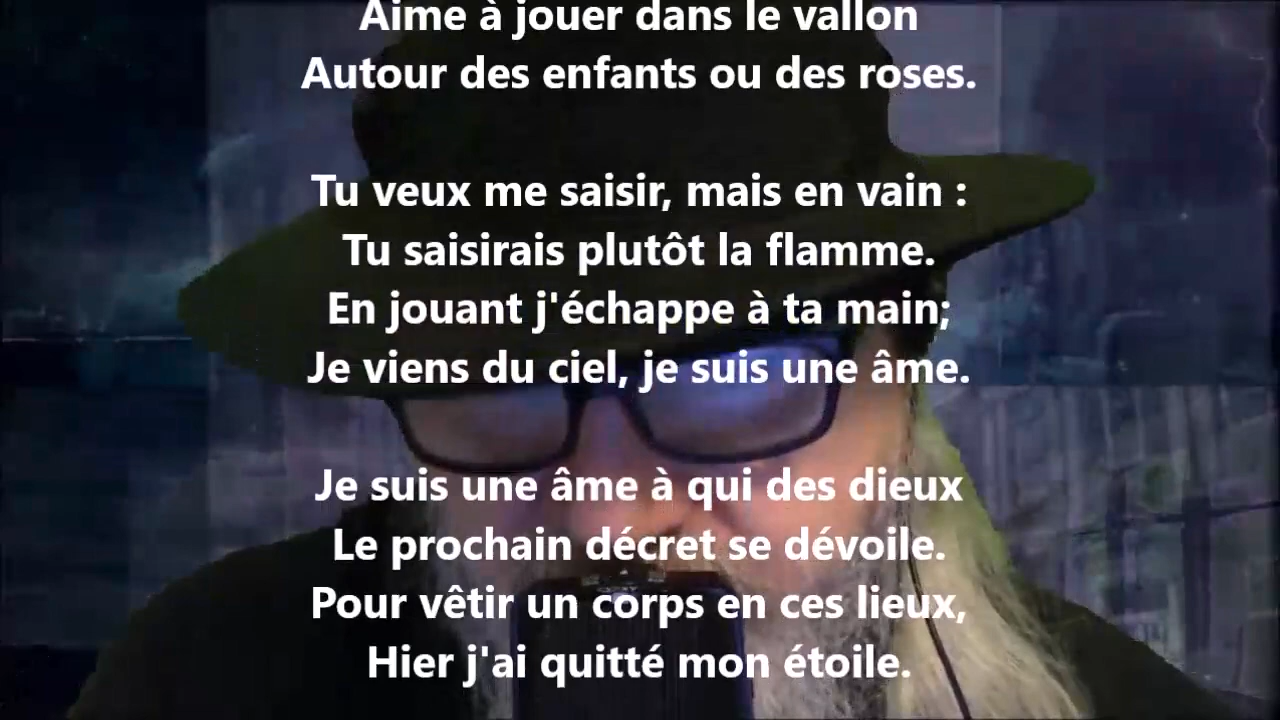 Aime à jouer dans le vallon
Autour des enfants ou des roses.
Tu veux me saisir, mais en vain :
Tu saisirais plutôt la flamme.
En jouant j'échappe à ta main;
Je viens du ciel, je suis une âme.
Je suis une âme à qui des dieux
Le prochain décret se dévoile.
Pour vêtir un corps en ces lieux,
Hier j'ai quitté mon étoile.